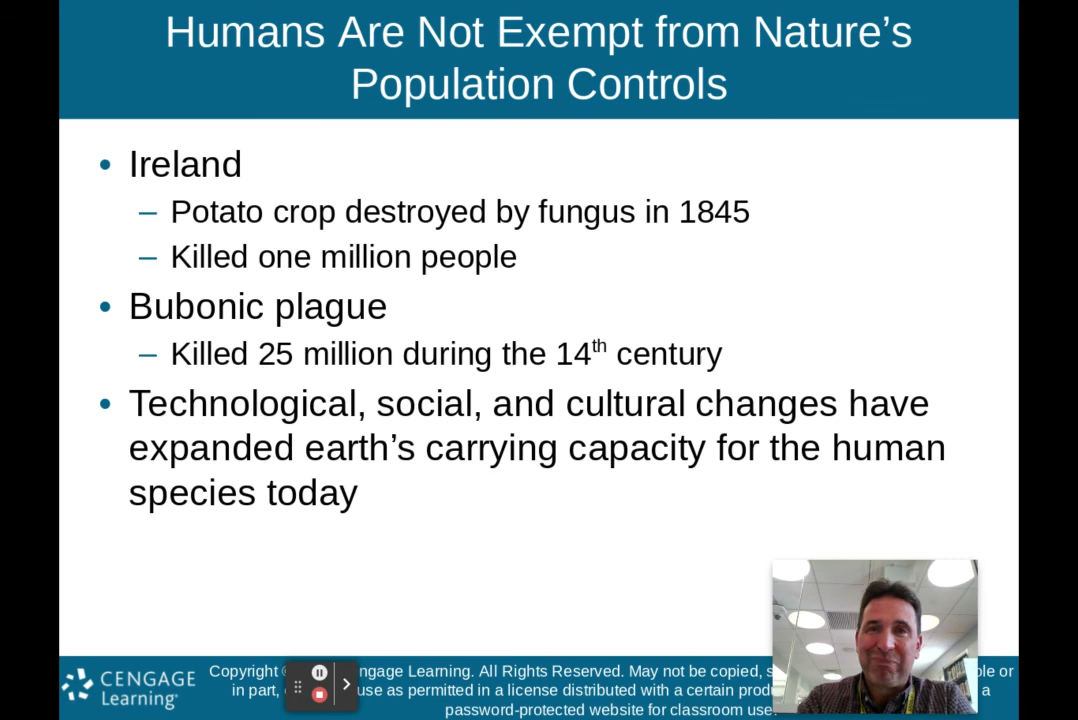 Humans Are Not Exempt from Nature’s
Population Controls
• Ireland
– Potato crop destroyed by fungus in 1845
– Killed one million people
• Bubonic plague
– Killed 25 million during the 14th century
• Technological, social, and cultural changes have
expanded earth’s carrying capacity for the human
species today
CENGAGE
Learning
Copyright ngage Learning. All Rights Reserved. May not be copied, or
in part, use as permitted in a license distributed with a certain a
password-protected website for classroom use.